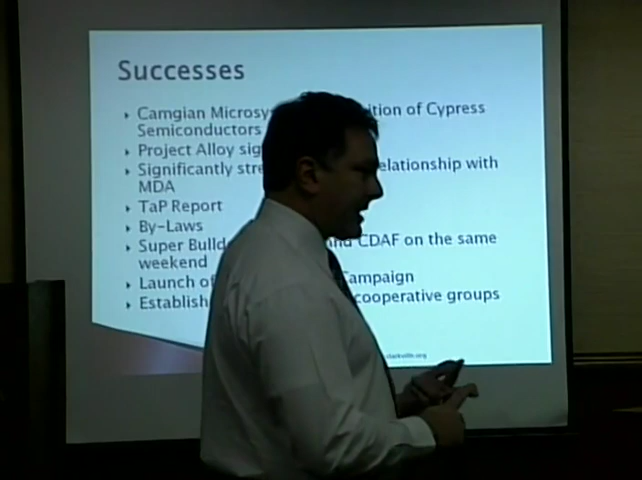 Successes
Camgian Microsy ition of Cypress
Semiconductors
Project Alloy sig
Significantly stre elationship with
MDA
TaP Report
By-Laws
Super Bulld and CDAF on the same
weekend
Launch of Campaign
Establish cooperative groups